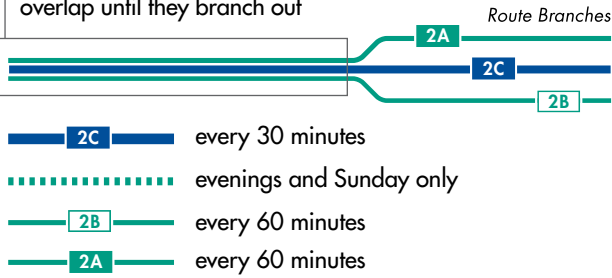 overlap until they branch out
Route Branches
2A
2C
2B
2C every 30 minutes
evenings and Sunday only
2B every 60 minutes
2A every 60 minutes